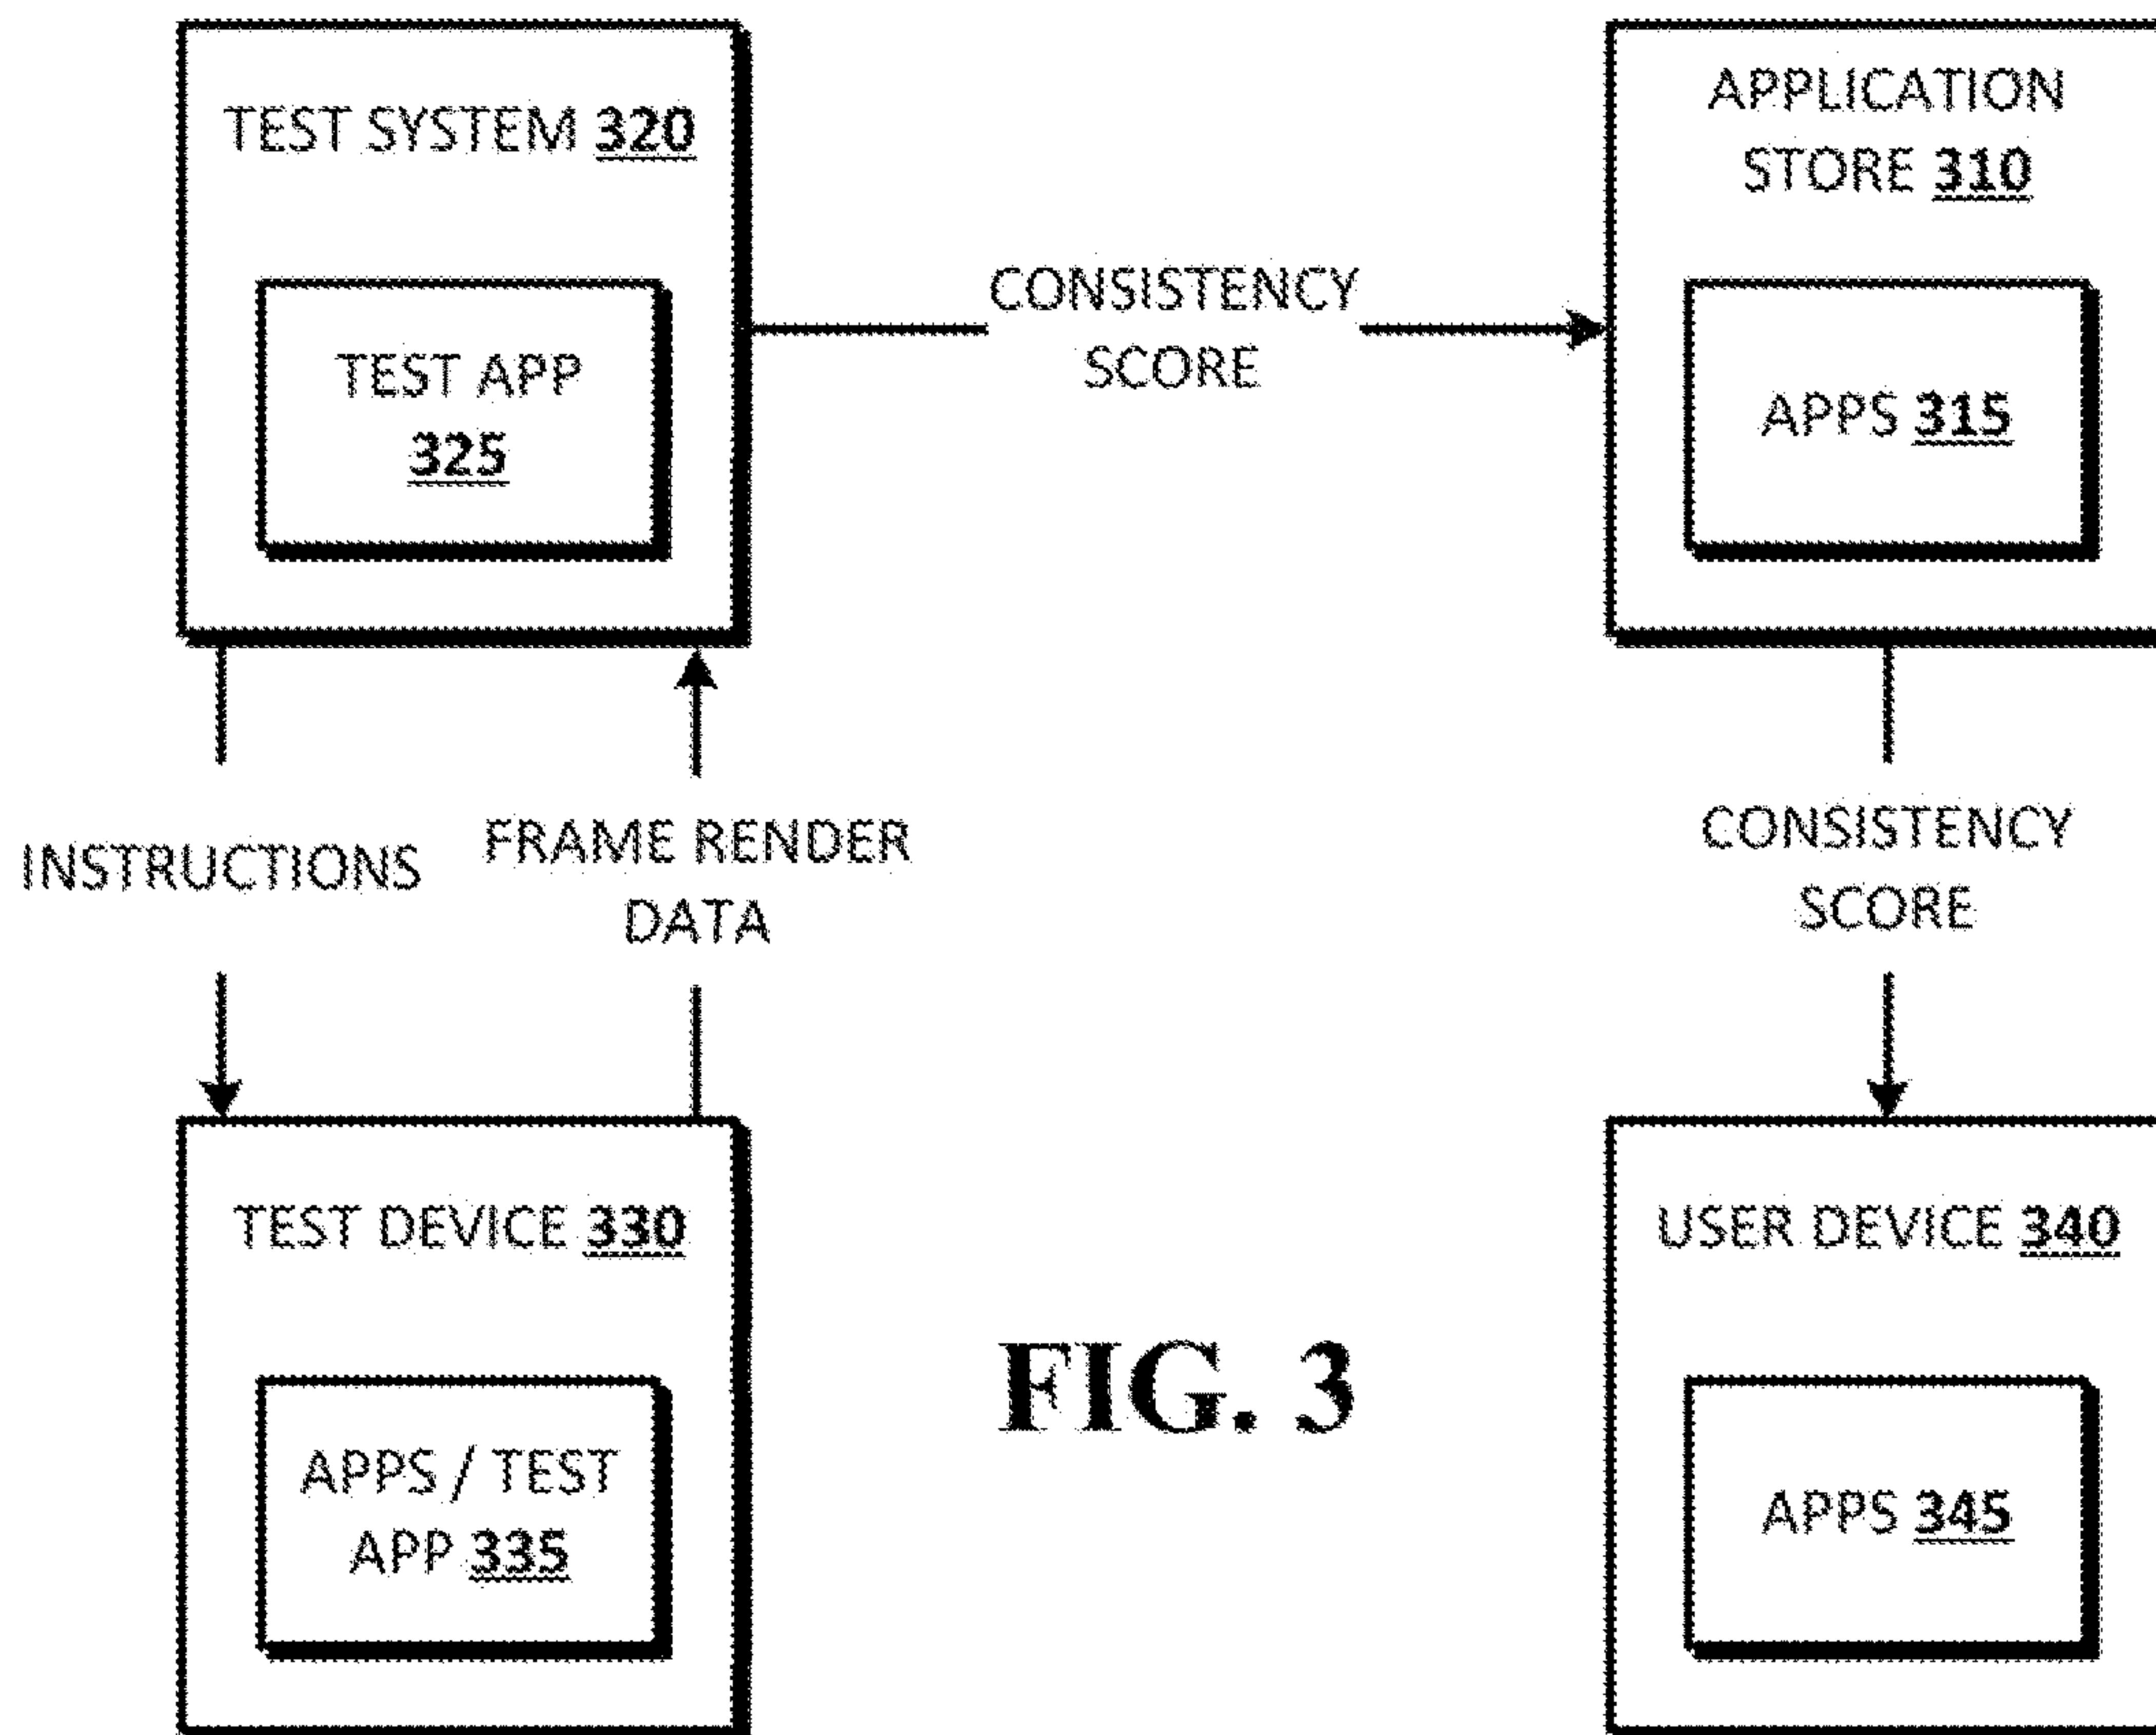 TEST SYSTEM 320
TEST APP
325
CONSISTENCY
SCORE
APPLICATION
STORE 310
APPS 315
INSTRUCTIONS
FRAME RENDER
DATA
CONSISTENCY
SCORE
TEST DEVICE 330
APPS / TEST
APP 335
FIG. 3
USER DEVICE 340
APPS 345